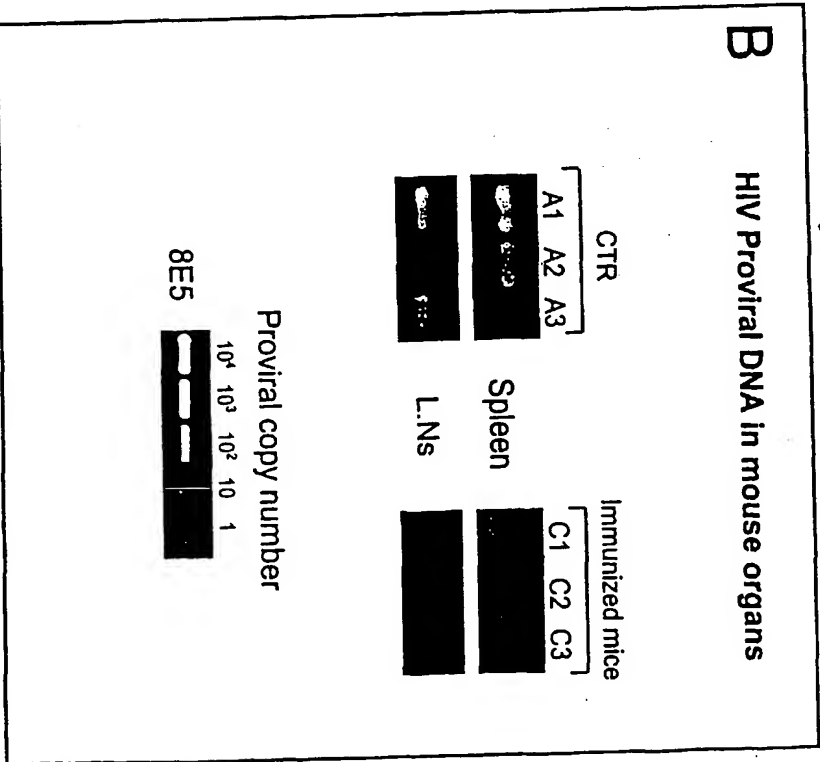 B
HIV Proviral DNA in mouse organs
CTR
Immunized mice
A1 A2 A3
C1 C2 C3
Spleen
L.Ns
Proviral copy number
10⁴ 10³ 10² 10 1
8E5